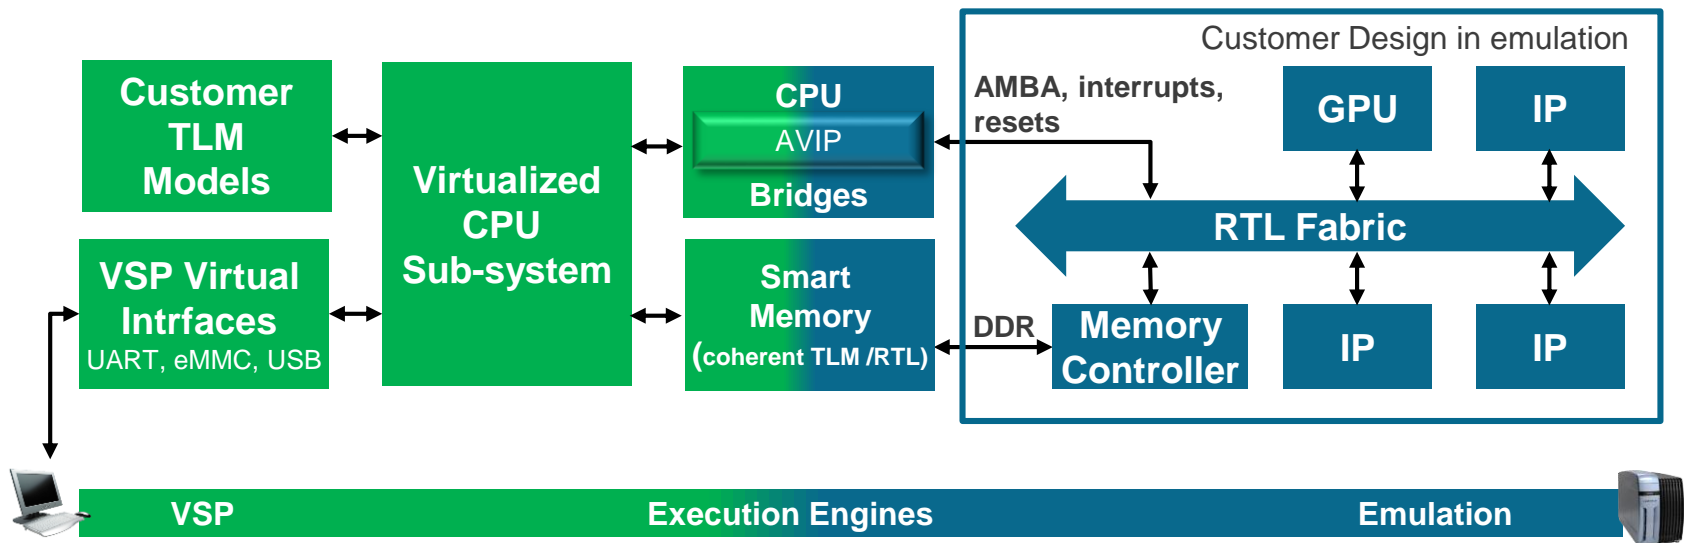 Customer Design in emulation
Customer
TLM
Models
Virtualized
CPU
Sub-system
CPU
AVIP
Bridges
AMBA, interrupts,
resets
GPU
IP
RTL Fabric
VSP Virtual
Intrfaces
UART, eMMC, USB
Smart
Memory
(coherent TLM /RTL)
DDR
Memory
Controller
IP
IP
VSP
Execution Engines
Emulation